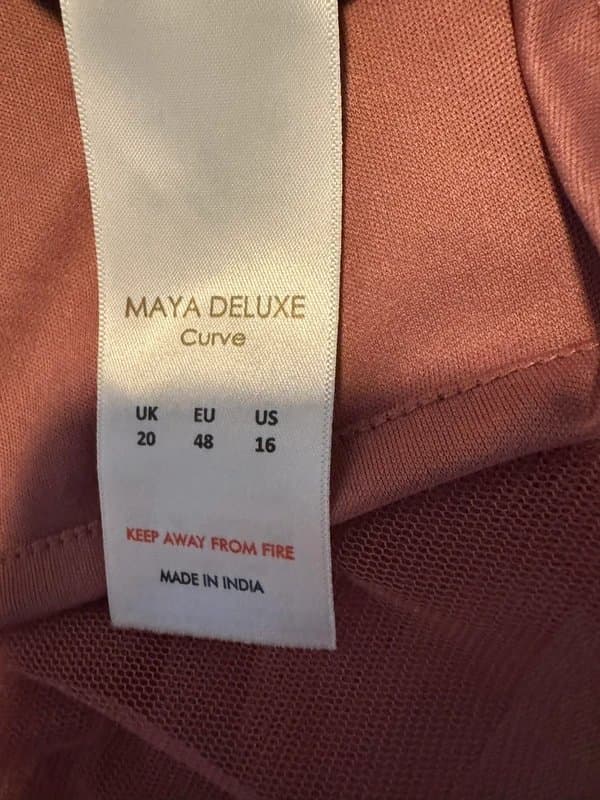 MAYA DELUXE
Curve
UK EU US
20 48 16
KEEP AWAY FROM FIRE
MADE IN INDIA